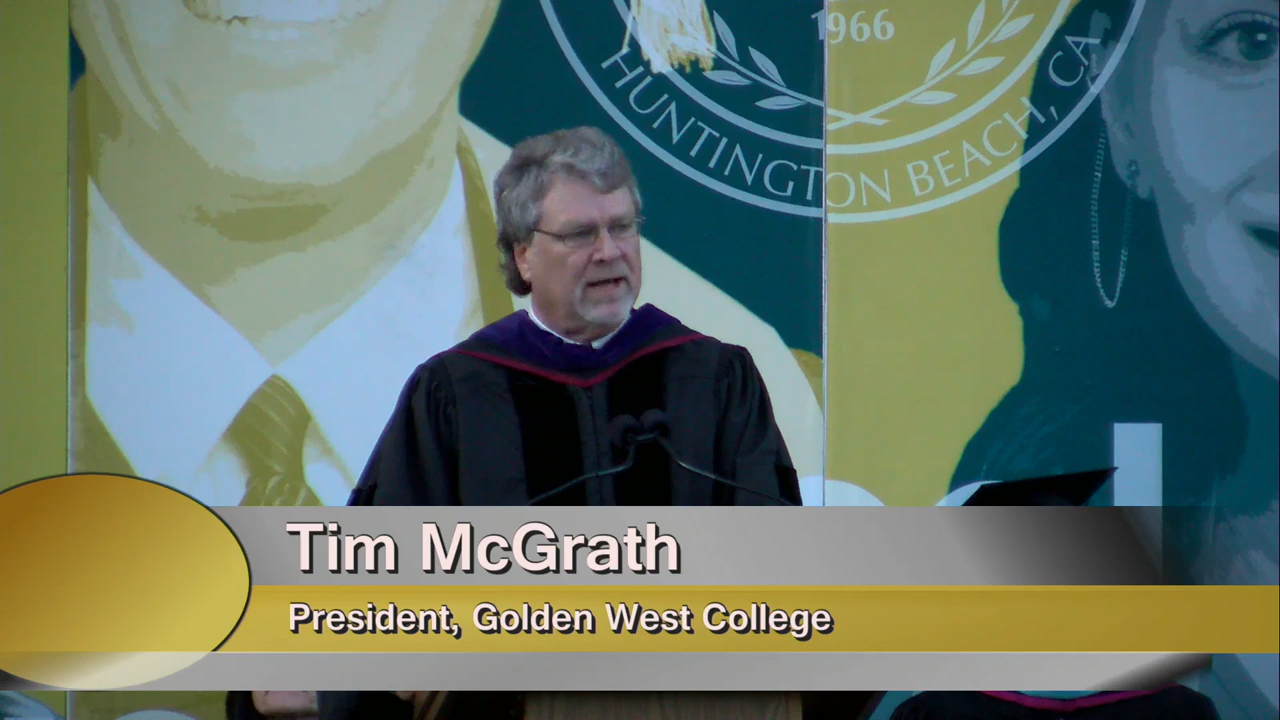 1966
HUNTINGTON BEACH, CA
Tim McGrath
President, Golden West College